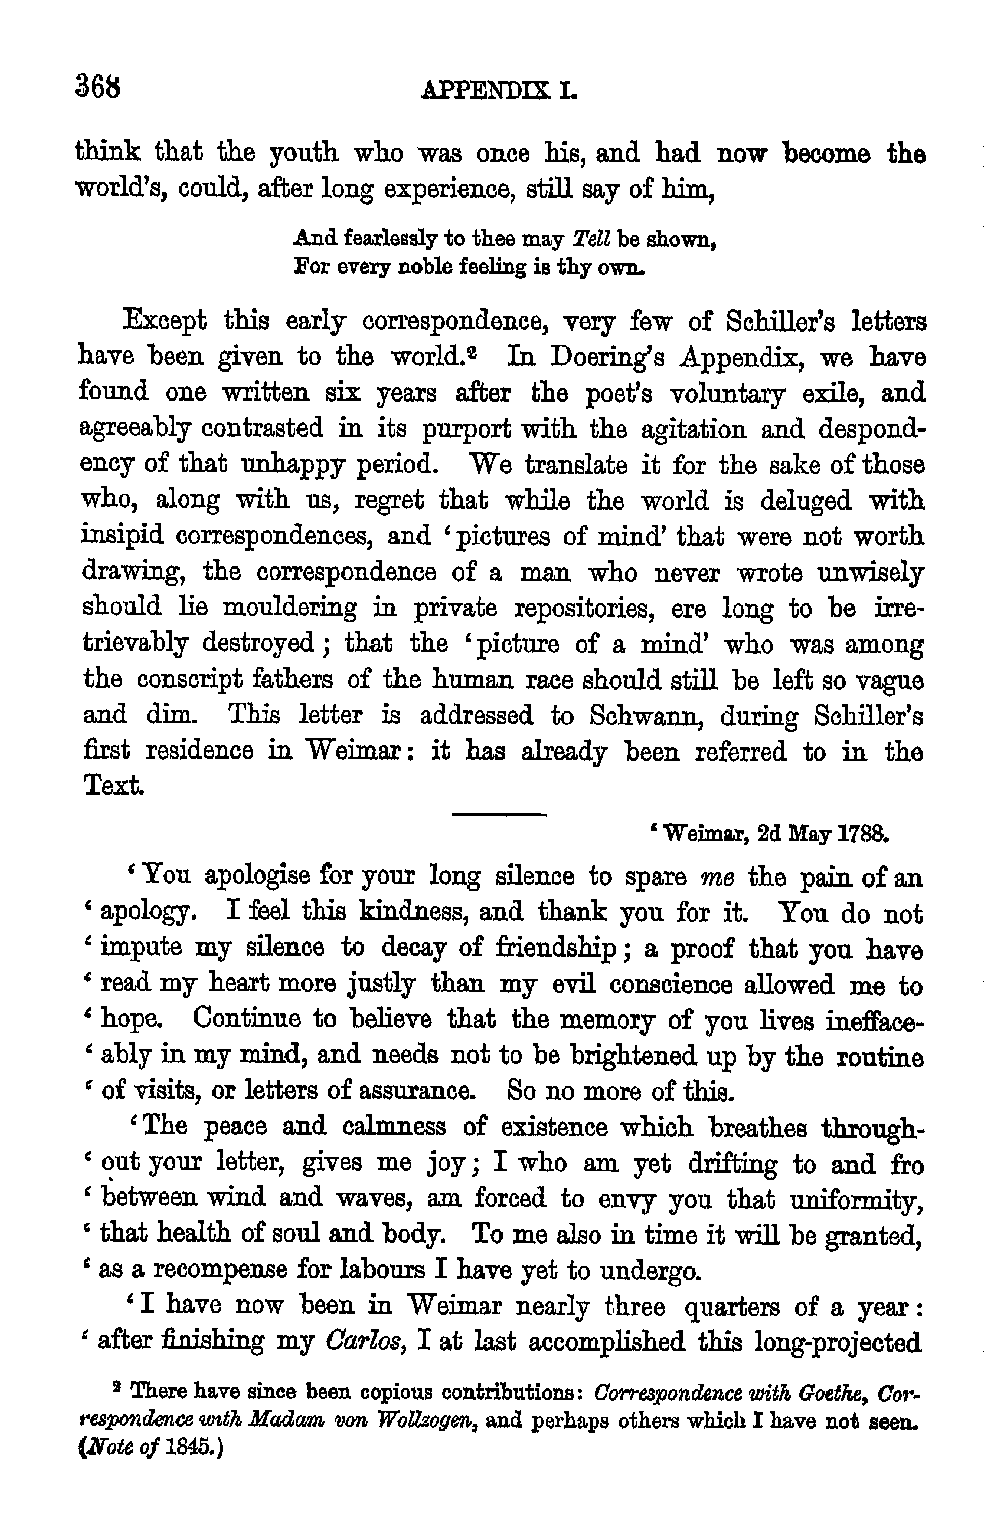 368
APPENDIX I.
think that the youth who was once his, and had now become the
world's, could, after long experience, still say of him,
And fearlessly to thee may Tell be shown,
For every noble feeling is thy own.
Except this early correspondence, very few of Schiller's letters
have been given to the world.² In Doering's Appendix, we have
found one written six years after the poet's voluntary exile, and
agreeably contrasted in its purport with the agitation and despond-
ency of that unhappy period. We translate it for the sake of those
who, along with us, regret that while the world is deluged with
insipid correspondences, and ‘pictures of mind’ that were not worth
drawing, the correspondence of a man who never wrote unwisely
should lie mouldering in private repositories, ere long to be irre-
trievably destroyed; that the ‘picture of a mind’ who was among
the conscript fathers of the human race should still be left so vague
and dim. This letter is addressed to Schwann, during Schiller's
first residence in Weimar: it has already been referred to in the
Text.
‘Weimar, 2d May 1788.
‘You apologise for your long silence to spare me the pain of an
‘apology. I feel this kindness, and thank you for it. You do not
‘impute my silence to decay of friendship; a proof that you have
‘read my heart more justly than my evil conscience allowed me to
‘hope. Continue to believe that the memory of you lives inefface-
‘ably in my mind, and needs not to be brightened up by the routine
‘of visits, or letters of assurance. So no more of this.
‘The peace and calmness of existence which breathes through-
‘out your letter, gives me joy; I who am yet drifting to and fro
‘between wind and waves, am forced to envy you that uniformity,
‘that health of soul and body. To me also in time it will be granted,
‘as a recompense for labours I have yet to undergo.
‘I have now been in Weimar nearly three quarters of a year:
‘after finishing my Carlos, I at last accomplished this long-projected
² There have since been copious contributions: Correspondence with Goethe, Cor-
respondence with Madam von Wollzogen, and perhaps others which I have not seen.
(Note of 1845.)